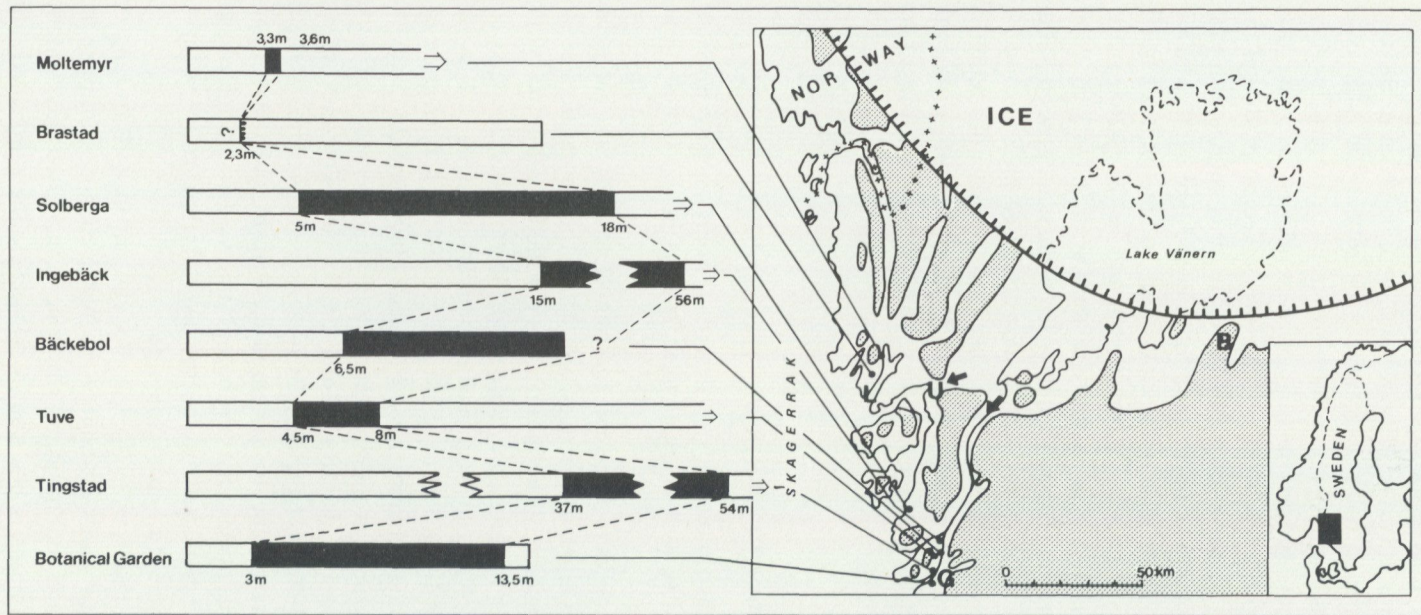 Moltemyr
3,3m 3,6m
Brastad
?
2,3m
Solberga
5m 18m
Ingebäck
15m 56m
Bäckebol
?
6,5m
Tuve
4,5m 8m
Tingstad
37m 54m
Botanical Garden
3m 13,5m
NORWAY
ICE
Lake Vänern
B
L
U
SKAGERRAK
G
0 50 km
SWEDEN